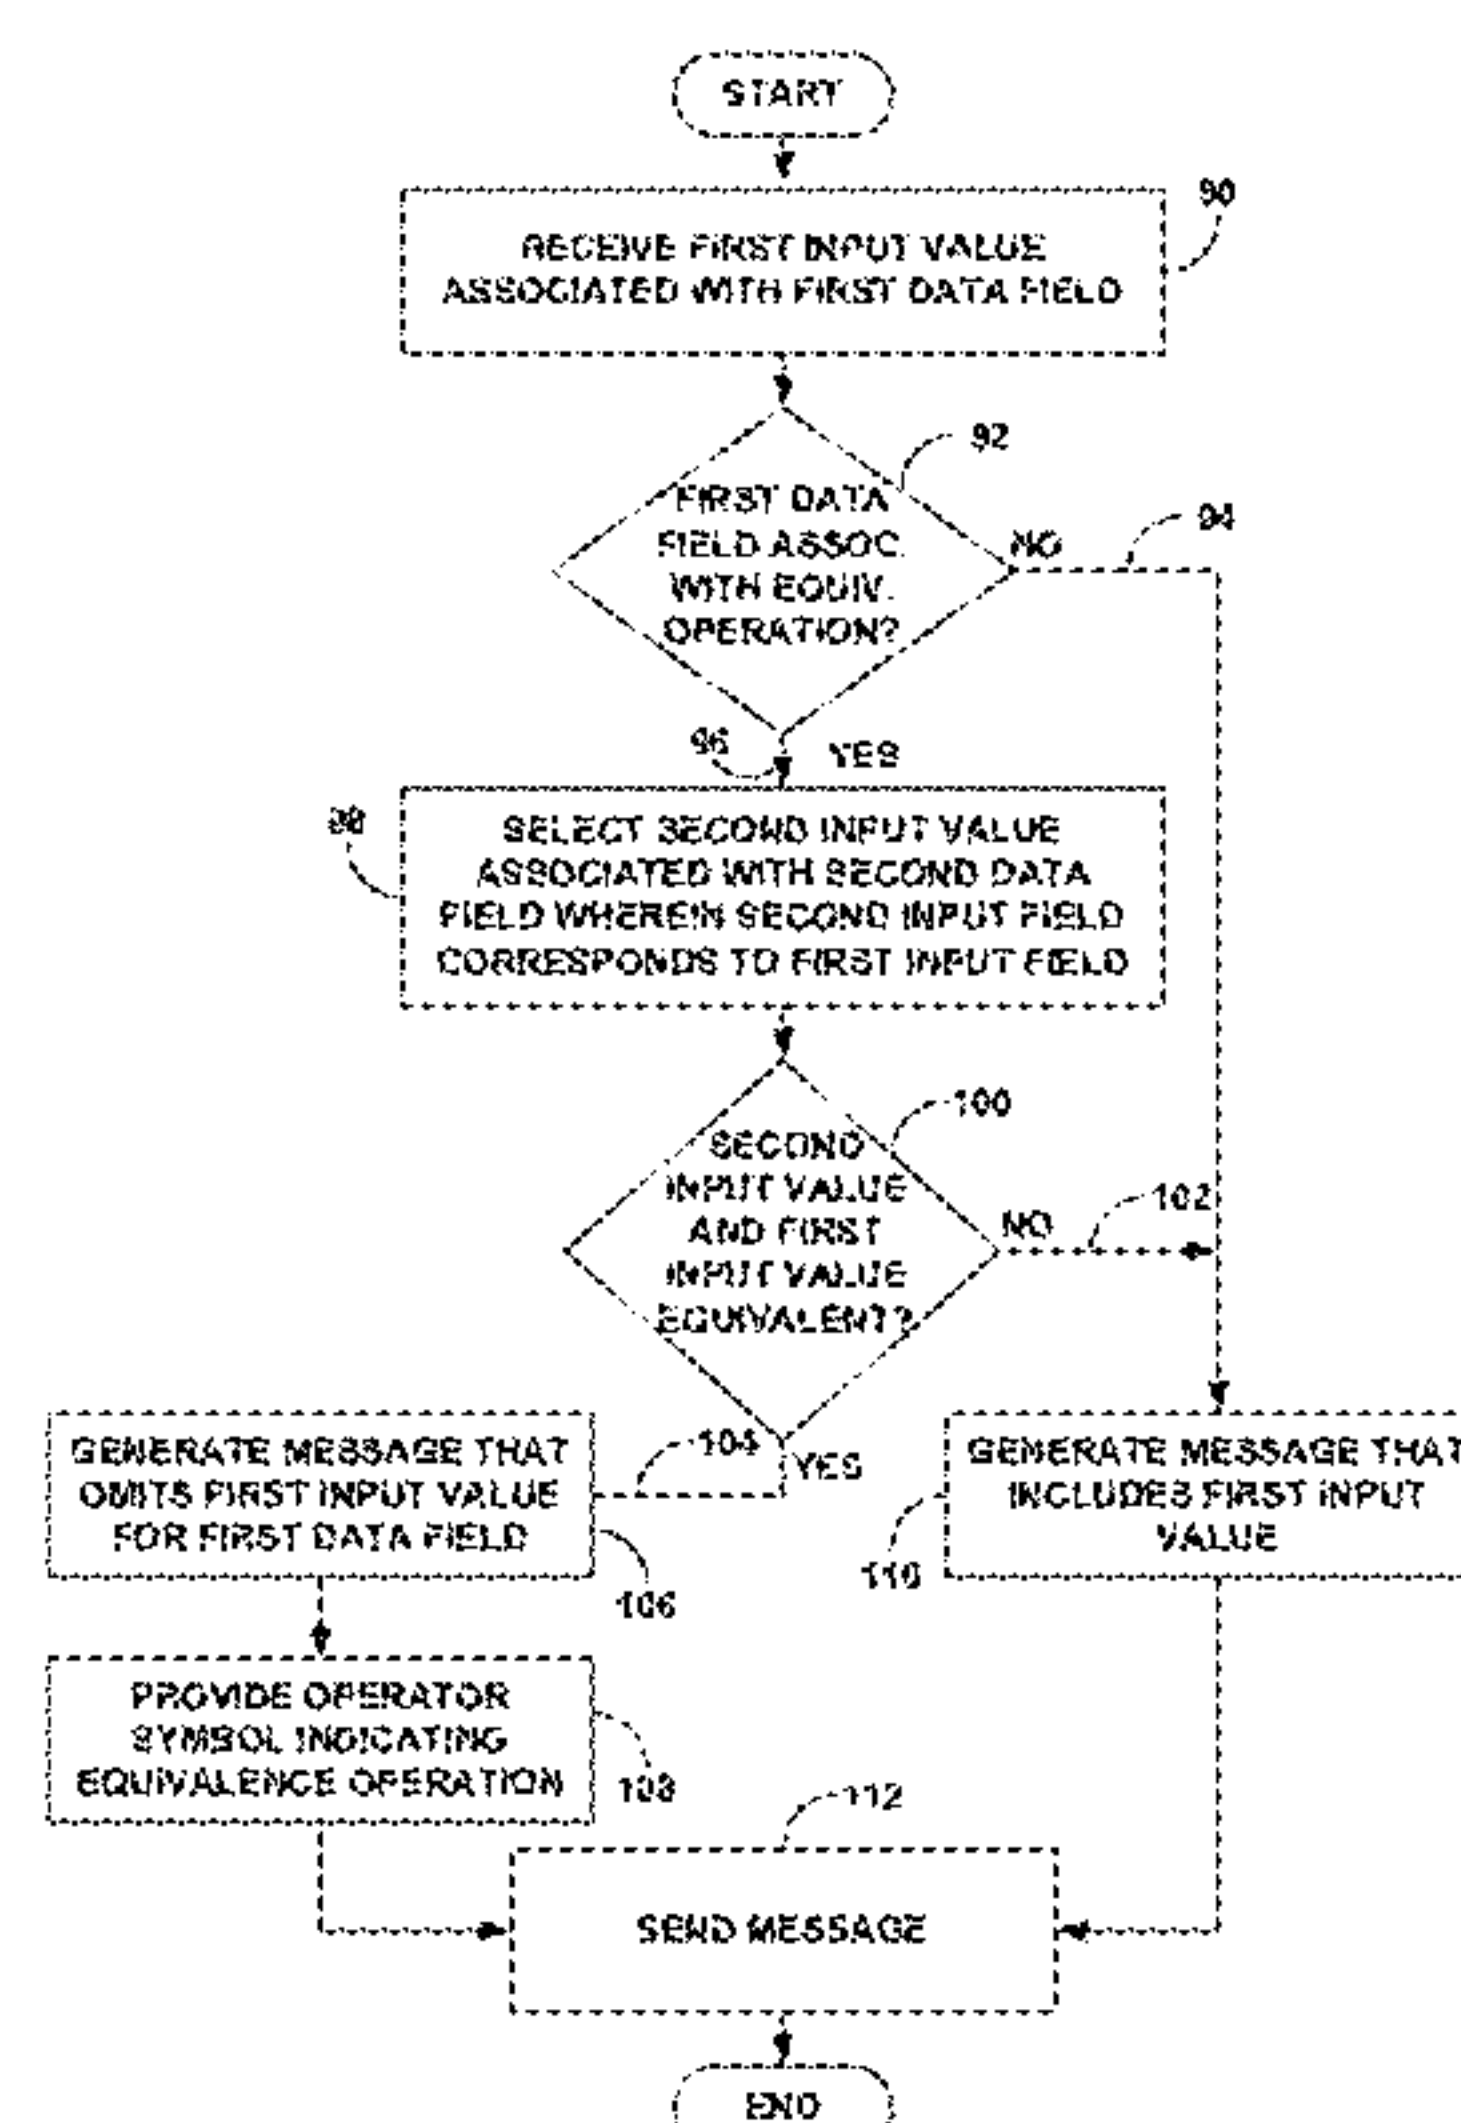 START
90
RECEIVE FIRST INPUT VALUE
ASSOCIATED WITH FIRST DATA FIELD
92
FIRST DATA
FIELD ASSOC.
WITH EQUIV.
OPERATION?
NO
94
96
YES
98
SELECT SECOND INPUT VALUE
ASSOCIATED WITH SECOND DATA
FIELD WHEREIN SECOND INPUT FIELD
CORRESPONDS TO FIRST INPUT FIELD
100
SECOND
INPUT VALUE
AND FIRST
INPUT VALUE
EQUIVALENT?
NO
102
104
YES
GENERATE MESSAGE THAT
OMITS FIRST INPUT VALUE
FOR FIRST DATA FIELD
106
GENERATE MESSAGE THAT
INCLUDES FIRST INPUT
VALUE
110
PROVIDE OPERATOR
SYMBOL INDICATING
EQUIVALENCE OPERATION
108
112
SEND MESSAGE
END